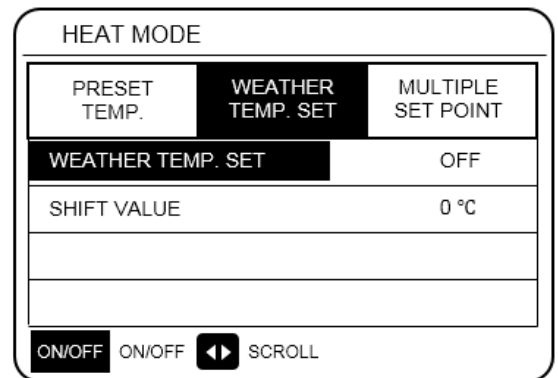 HEAT MODE
PRESET TEMP.
WEATHER TEMP. SET
MULTIPLE SET POINT
WEATHER TEMP. SET OFF
SHIFT VALUE 0 °C
ON/OFF ON/OFF SCROLL